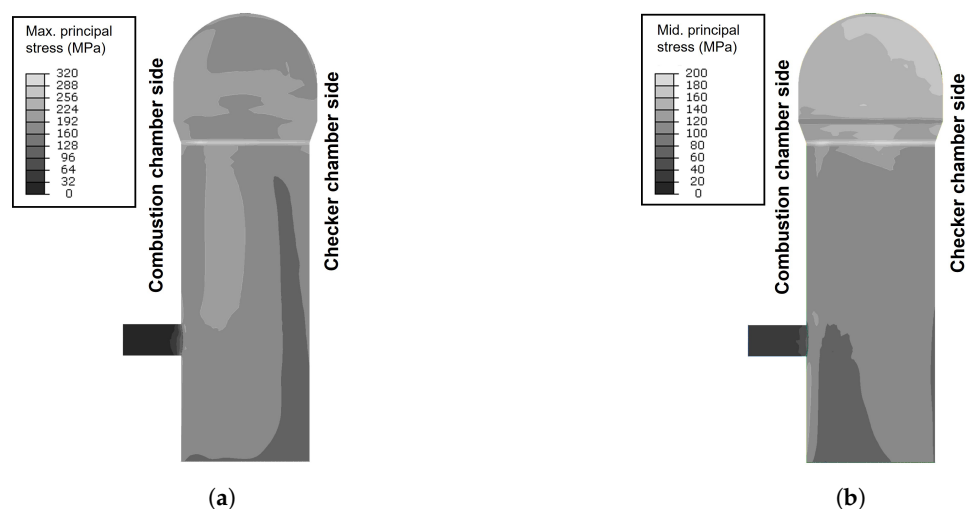 Max. principal
stress (MPa)
320
288
256
224
192
160
128
96
64
32
0
Combustion chamber side
Checker chamber side
(a)
Mid. principal
stress (MPa)
200
180
160
140
120
100
80
60
40
20
0
Combustion chamber side
Checker chamber side
(b)